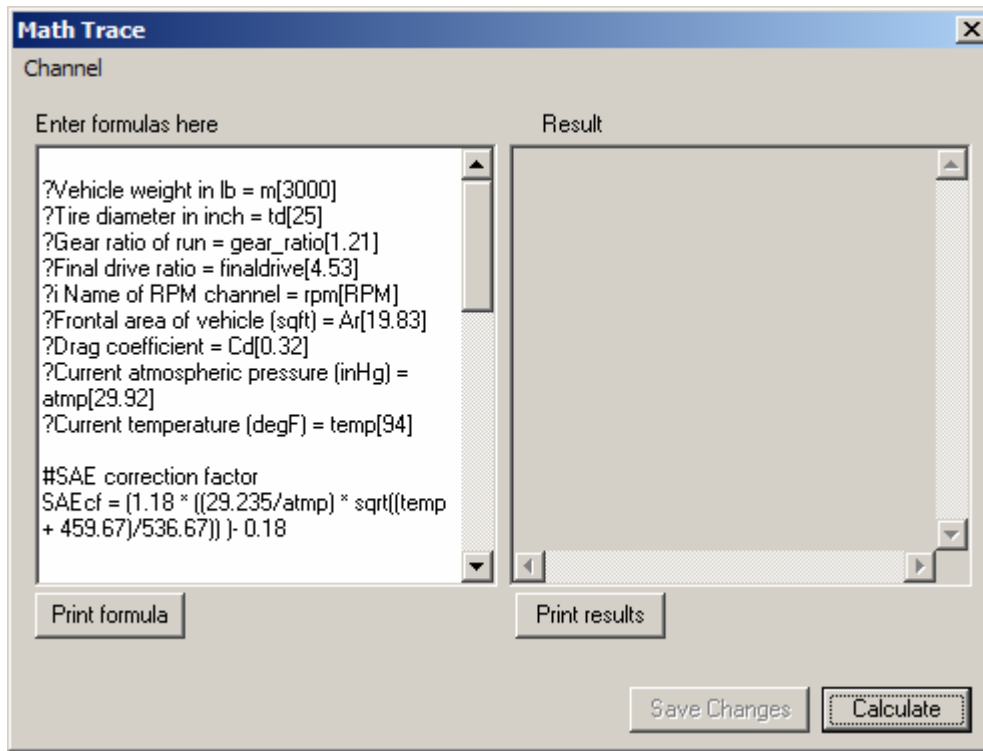 Math Trace
Channel
Enter formulas here
Result
?Vehicle weight in lb = m[3000]
?Tire diameter in inch = td[25]
?Gear ratio of run = gear_ratio[1.21]
?Final drive ratio = finaldrive[4.53]
?i Name of RPM channel = rpm[RPM]
?Frontal area of vehicle (sqft) = Ar[19.83]
?Drag coefficient = Cd[0.32]
?Current atmospheric pressure (inHg) =
atmp[29.92]
?Current temperature (degF) = temp[94]
#SAE correction factor
SAEcf = (1.18 * ((29.235/atmp) * sqrt((temp
+ 459.67)/536.67)) )- 0.18
Print formula
Print results
Save Changes
Calculate